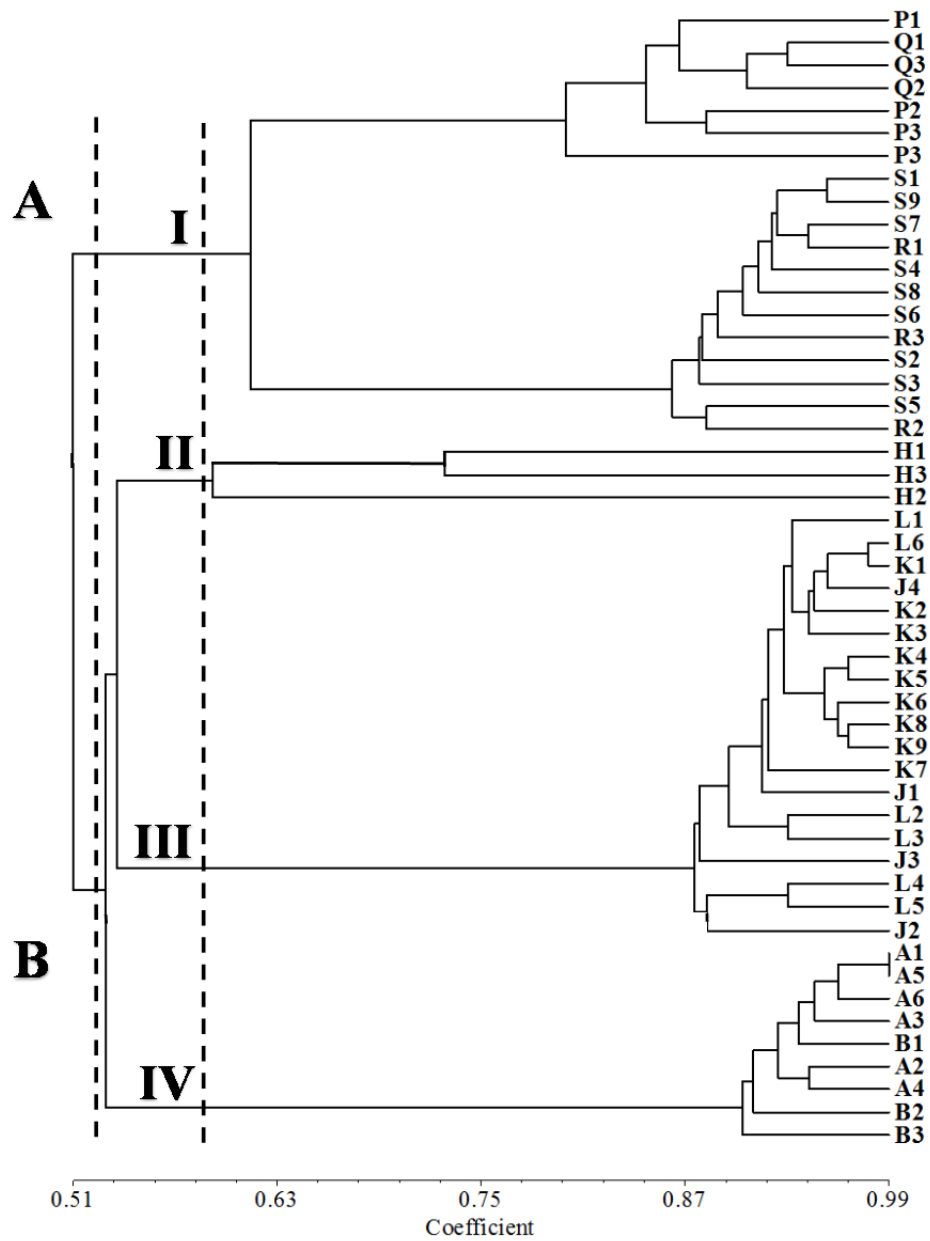 P1
Q1
Q3
Q2
P2
P3
A
P3
S1
S9
I
S7
R1
S4
S8
S6
R3
S2
S3
S5
R2
II
H1
H3
H2
L1
L6
K1
J4
K2
K3
K4
K5
K6
K8
K9
K7
J1
L2
L3
III
J3
L4
L5
J2
B
A1
A5
A6
A3
B1
A2
IV
A4
B2
B3
0.51 0.63 0.75 0.87 0.99
Coefficient